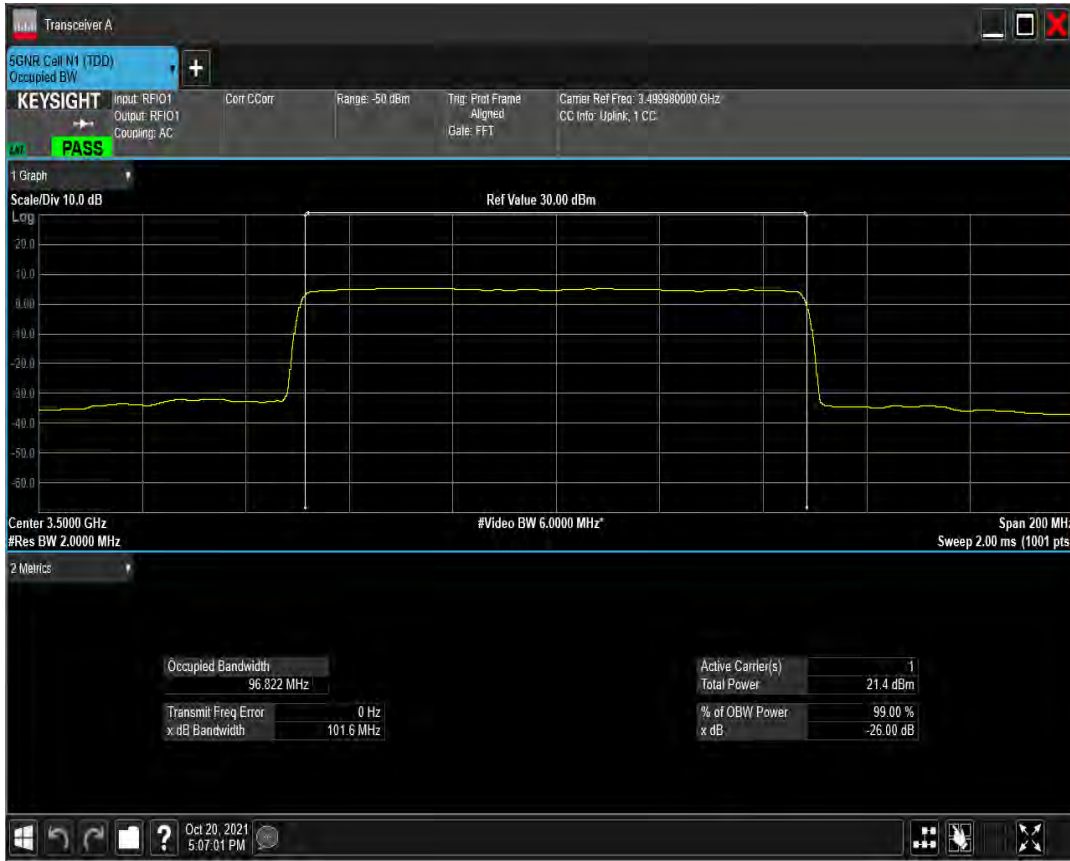 Transceiver A
5GNR Cell N1 (TDD)
Occupied BW
KEYSIGHT
Input: RFIO1
Output: RFIO1
Coupling: AC
PASS
Corr CCorr
Range: -50 dBm
Trig: Prot Frame
Aligned
Gate: FFT
Carrier Ref Freq: 3.499980000 GHz
CC Info: Uplink, 1 CC
1 Graph
Scale/Div 10.0 dB
Ref Value 30.00 dBm
Log
20.0
10.0
0.00
-10.0
-20.0
-30.0
-40.0
-50.0
-60.0
Center 3.5000 GHz
#Video BW 6.0000 MHz*
Span 200 MHz
#Res BW 2.0000 MHz
Sweep 2.00 ms (1001 pts
2 Metrics
Occupied Bandwidth
96.822 MHz
Transmit Freq Error 0 Hz
x dB Bandwidth 101.6 MHz
Active Carrier(s) 1
Total Power 21.4 dBm
% of OBW Power 99.00 %
x dB -26.00 dB
?
Oct 20, 2021
5:07:01 PM